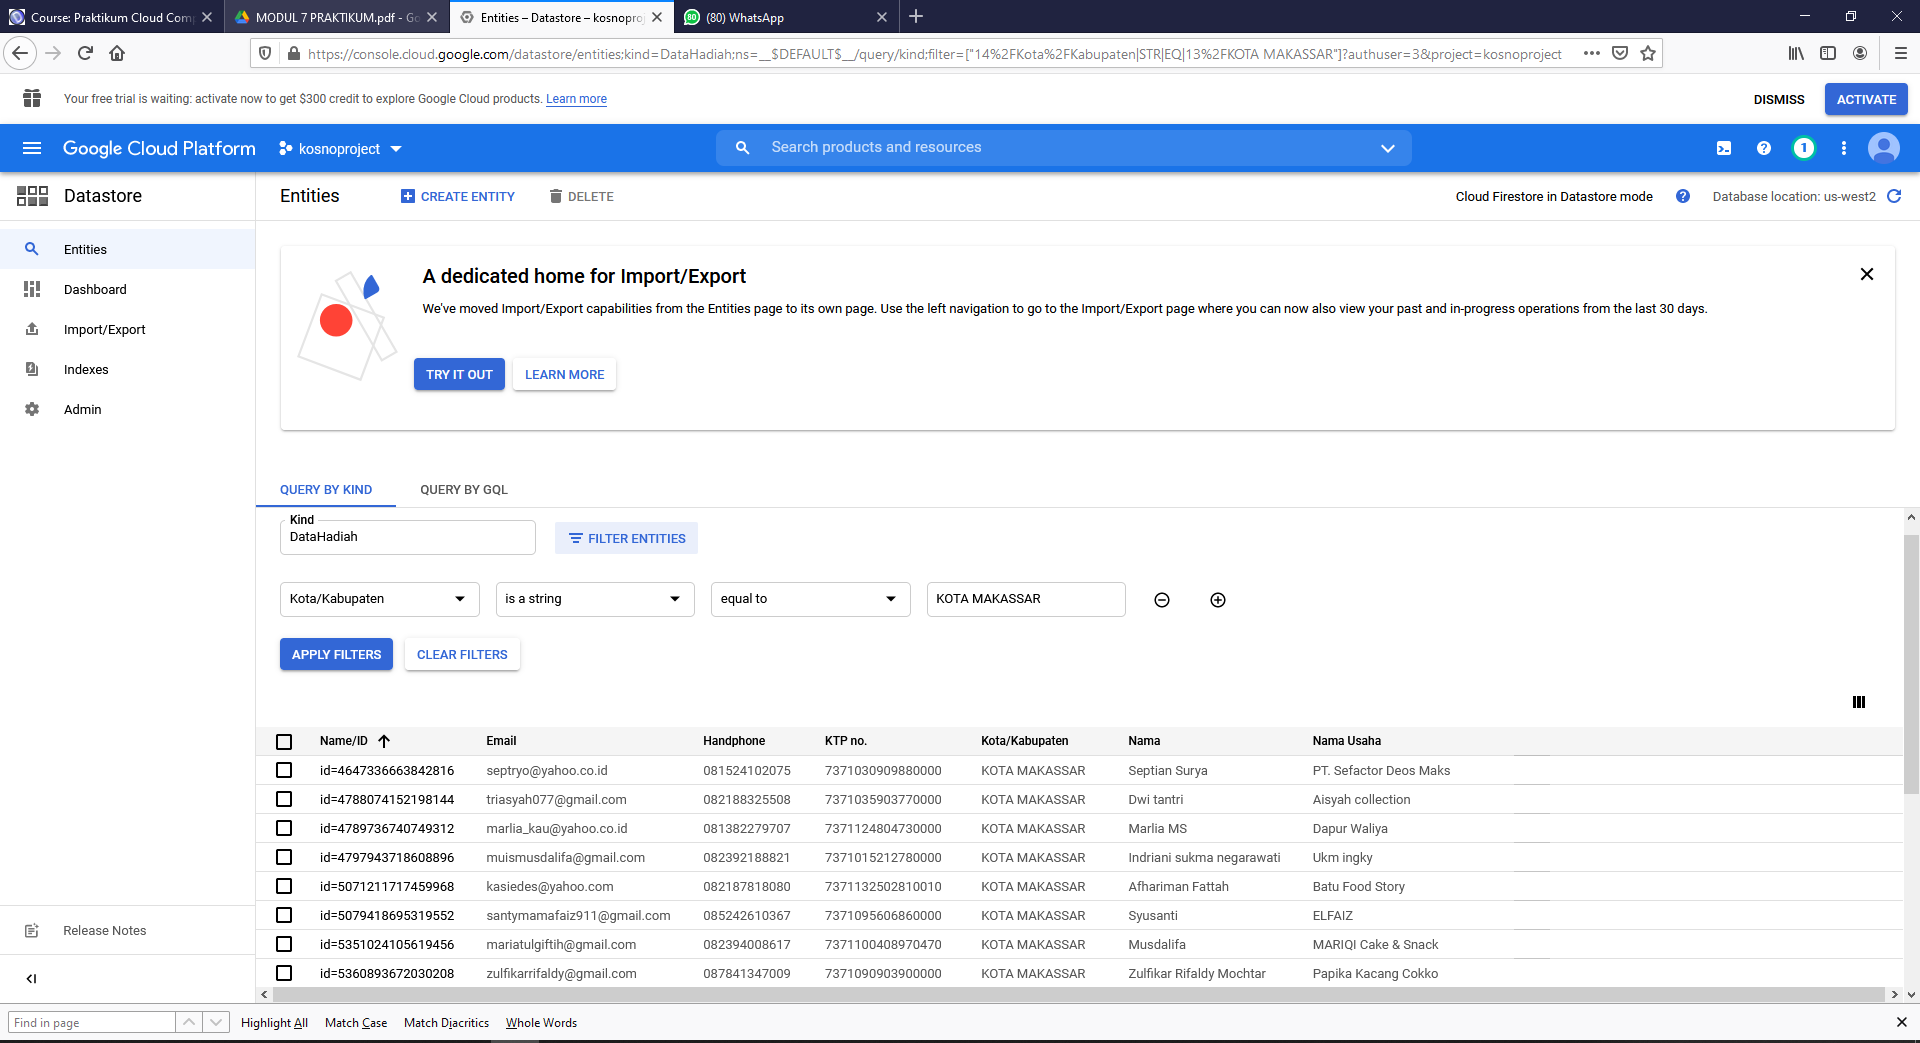 Course: Praktikum Cloud Comp
MODUL 7 PRAKTIKUM.pdf - Go
Entities – Datastore – kosnoproj
(80) WhatsApp
https://console.cloud.google.com/datastore/entities;kind=DataHadiah;ns=__$DEFAULT$__/query/kind;filter=["14%2FKota%2FKabupaten|STR|EQ|13%2FKOTA MAKASSAR"]?authuser=3&project=kosnoproject
Your free trial is waiting: activate now to get $300 credit to explore Google Cloud products. Learn more
DISMISS
ACTIVATE
Google Cloud Platform
kosnoproject
Search products and resources
1
Datastore
Entities
CREATE ENTITY
DELETE
Cloud Firestore in Datastore mode
Database location: us-west2
Entities
Dashboard
Import/Export
Indexes
Admin
Release Notes
A dedicated home for Import/Export
We've moved Import/Export capabilities from the Entities page to its own page. Use the left navigation to go to the Import/Export page where you can now also view your past and in-progress operations from the last 30 days.
TRY IT OUT
LEARN MORE
QUERY BY KIND
QUERY BY GQL
Kind
DataHadiah
FILTER ENTITIES
Kota/Kabupaten
is a string
equal to
KOTA MAKASSAR
APPLY FILTERS
CLEAR FILTERS
Name/ID Email Handphone KTP no. Kota/Kabupaten Nama Nama Usaha
id=4647336663842816 septryo@yahoo.co.id 081524102075 7371030909880000 KOTA MAKASSAR Septian Surya PT. Sefactor Deos Maks
id=4788074152198144 triasyah077@gmail.com 082188325508 7371035903770000 KOTA MAKASSAR Dwi tantri Aisyah collection
id=4789736740749312 marlia_kau@yahoo.co.id 081382279707 7371124804730000 KOTA MAKASSAR Marlia MS Dapur Waliya
id=4797943718608896 muismusdalifa@gmail.com 082392188821 7371015212780000 KOTA MAKASSAR Indriani sukma negarawati Ukm ingky
id=5071211717459968 kasiedes@yahoo.com 082187818080 7371132502810010 KOTA MAKASSAR Afhariman Fattah Batu Food Story
id=5079418695319552 santymamafaiz911@gmail.com 085242610367 7371095606860000 KOTA MAKASSAR Syusanti ELFAIZ
id=5351024105619456 mariatulgiftih@gmail.com 082394008617 7371100408970470 KOTA MAKASSAR Musdalifa MARIQI Cake & Snack
id=5360893672030208 zulfikarrifaldy@gmail.com 087841347009 7371090903900000 KOTA MAKASSAR Zulfikar Rifaldy Mochtar Papika Kacang Cokko
Find in page
Highlight All
Match Case
Match Diacritics
Whole Words